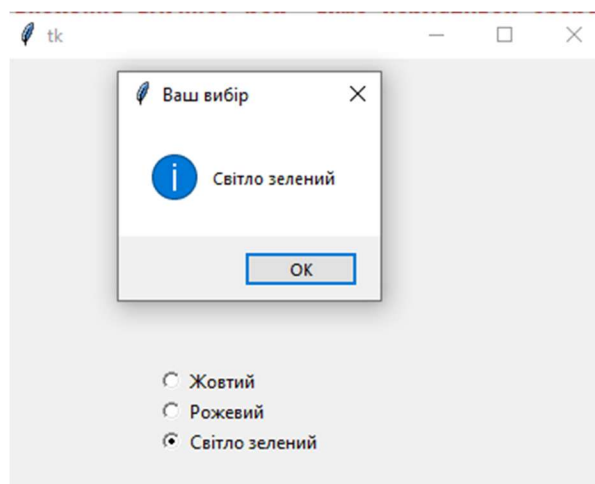 tk
Ваш вибір
Світло зелений
OK
Жовтий
Рожевий
Світло зелений